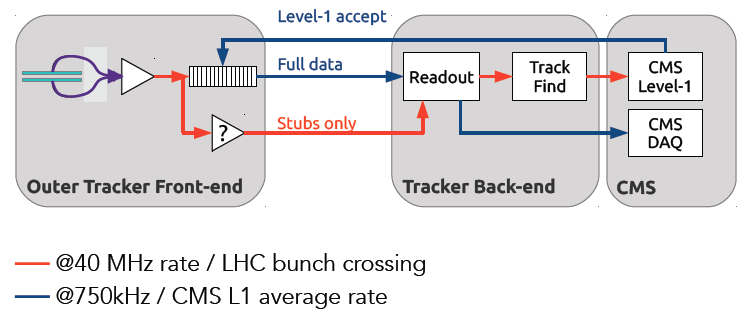 Level-1 accept
Full data
Readout
Track
Find
CMS
Level-1
?
Stubs only
CMS
DAQ
Outer Tracker Front-end
Tracker Back-end
CMS
@40 MHz rate / LHC bunch crossing
@750kHz / CMS L1 average rate